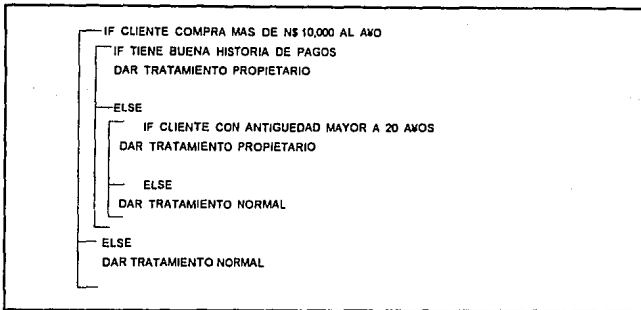 IF CLIENTE COMPRA MAS DE N$ 10,000 AL A¥O
IF TIENE BUENA HISTORIA DE PAGOS
DAR TRATAMIENTO PROPIETARIO
ELSE
IF CLIENTE CON ANTIGUEDAD MAYOR A 20 A¥OS
DAR TRATAMIENTO PROPIETARIO
ELSE
DAR TRATAMIENTO NORMAL
ELSE
DAR TRATAMIENTO NORMAL